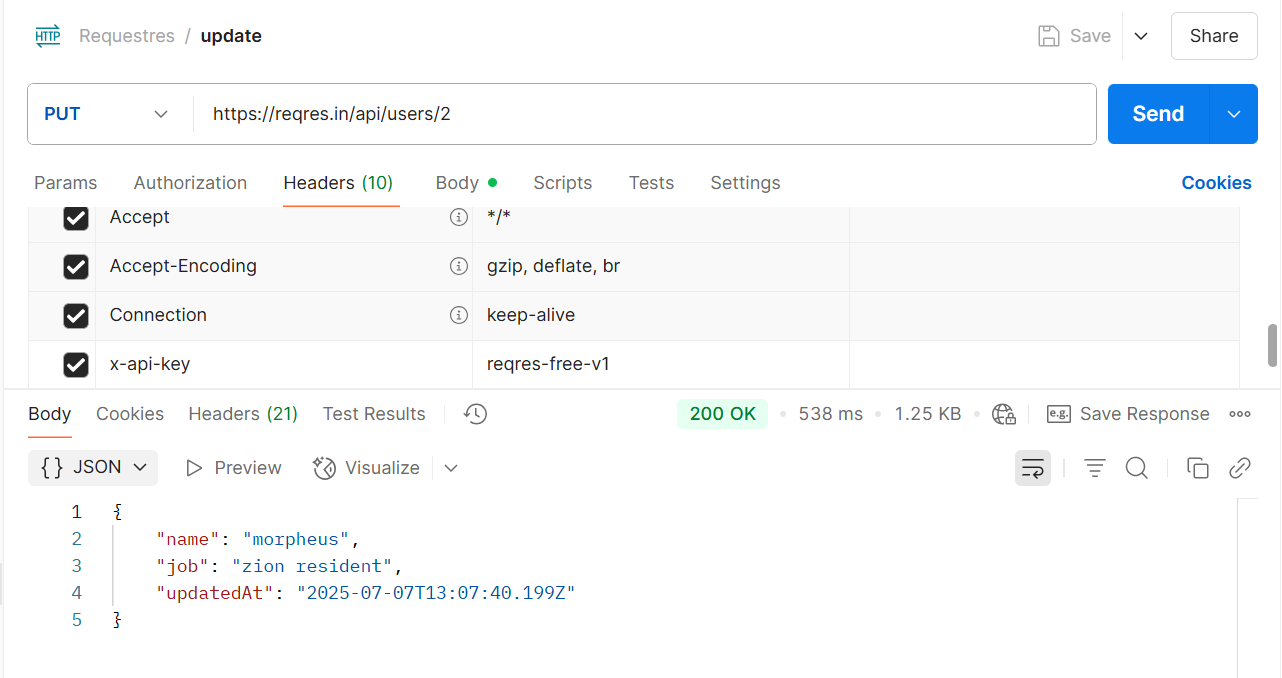 HTTP Requestres / update Save Share
PUT https://reqres.in/api/users/2 Send
Params Authorization Headers (10) Body Scripts Tests Settings Cookies
Accept */*
Accept-Encoding gzip, deflate, br
Connection keep-alive
x-api-key reqres-free-v1
Body Cookies Headers (21) Test Results 200 OK 538 ms 1.25 KB e.g. Save Response
{} JSON Preview Visualize
1 {
2 "name": "morpheus",
3 "job": "zion resident",
4 "updatedAt": "2025-07-07T13:07:40.199Z"
5 }